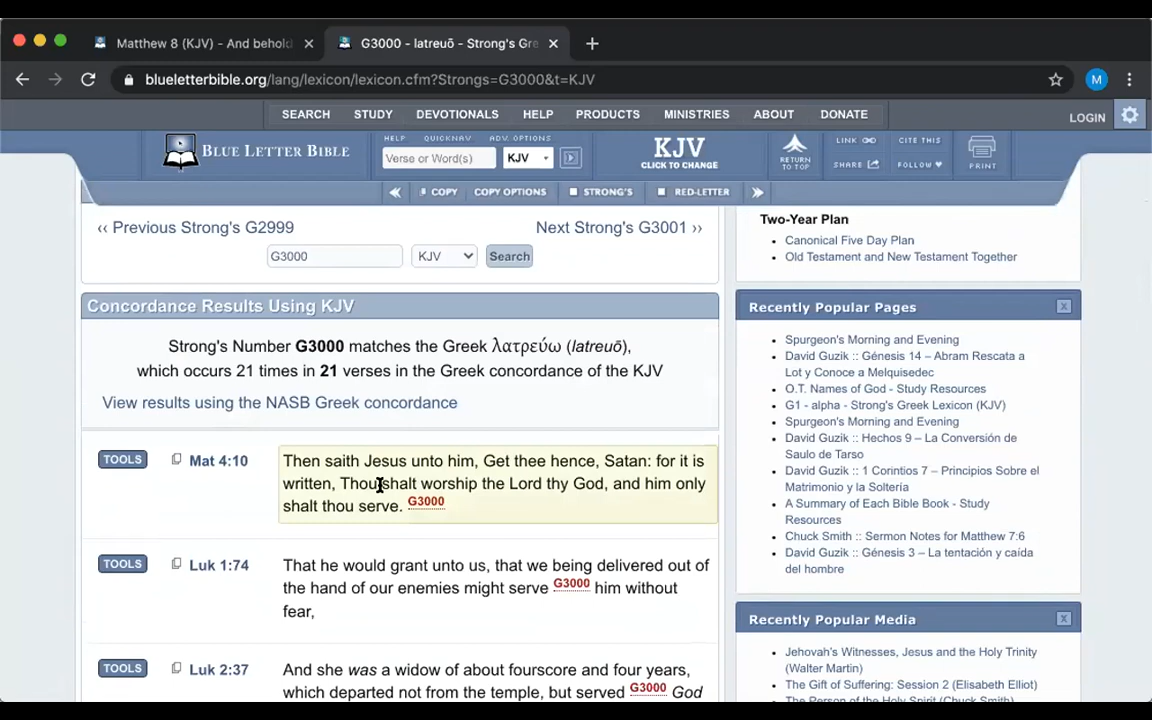 Matthew 8 (KJV) - And behold
G3000 - latreuō - Strong's Gre
blueletterbible.org/lang/lexicon/lexicon.cfm?Strongs=G3000&t=KJV
M
SEARCH STUDY DEVOTIONALS HELP PRODUCTS MINISTRIES ABOUT DONATE
LOGIN
BLUE LETTER BIBLE
HELP QUICKNAV ADV. OPTIONS
Verse or Word(s) KJV
KJV
CLICK TO CHANGE
RETURN
TO TOP
LINK CITE THIS
SHARE FOLLOW
PRINT
COPY COPY OPTIONS STRONG'S RED-LETTER
‹‹ Previous Strong's G2999 Next Strong's G3001 ››
G3000 KJV Search
Concordance Results Using KJV
Strong's Number G3000 matches the Greek λατρεύω (latreuō),
which occurs 21 times in 21 verses in the Greek concordance of the KJV
View results using the NASB Greek concordance
TOOLS Mat 4:10 Then saith Jesus unto him, Get thee hence, Satan: for it is
written, Thou shalt worship the Lord thy God, and him only
shalt thou serve. G3000
TOOLS Luk 1:74 That he would grant unto us, that we being delivered out of
the hand of our enemies might serve G3000 him without
fear,
TOOLS Luk 2:37 And she was a widow of about fourscore and four years,
which departed not from the temple, but served G3000 God
Two-Year Plan
Canonical Five Day Plan
Old Testament and New Testament Together
Recently Popular Pages
Spurgeon's Morning and Evening
David Guzik :: Génesis 14 – Abram Rescata a
Lot y Conoce a Melquisedec
O.T. Names of God - Study Resources
G1 - alpha - Strong's Greek Lexicon (KJV)
Spurgeon's Morning and Evening
David Guzik :: Hechos 9 – La Conversión de
Saulo de Tarso
David Guzik :: 1 Corintios 7 – Principios Sobre el
Matrimonio y la Soltería
A Summary of Each Bible Book - Study
Resources
Chuck Smith :: Sermon Notes for Matthew 7:6
David Guzik :: Génesis 3 – La tentación y caída
del hombre
Recently Popular Media
Jehovah's Witnesses, Jesus and the Holy Trinity
(Walter Martin)
The Gift of Suffering: Session 2 (Elisabeth Elliot)
The Person of the Holy Spirit (Chuck Smith)